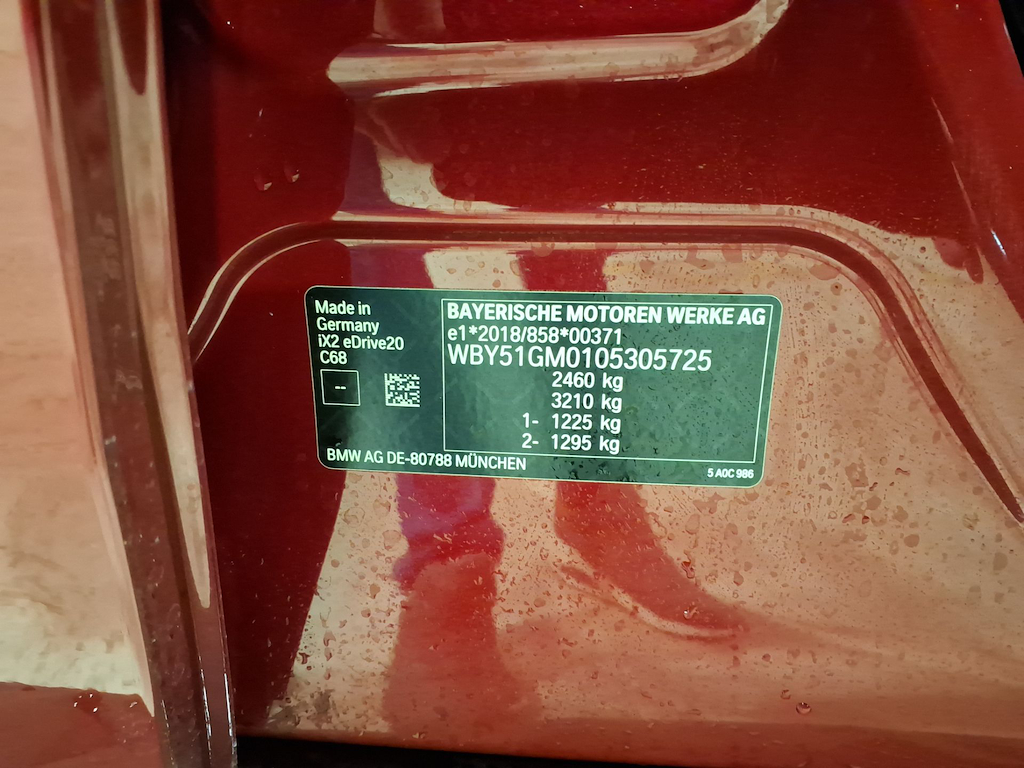 Made in
Germany
iX2 eDrive20
C68
--
BAYERISCHE MOTOREN WERKE AG
e1*2018/858*00371
WBY51GM0105305725
2460 kg
3210 kg
1- 1225 kg
2- 1295 kg
BMW AG DE-80788 MÜNCHEN
5 A0C 986